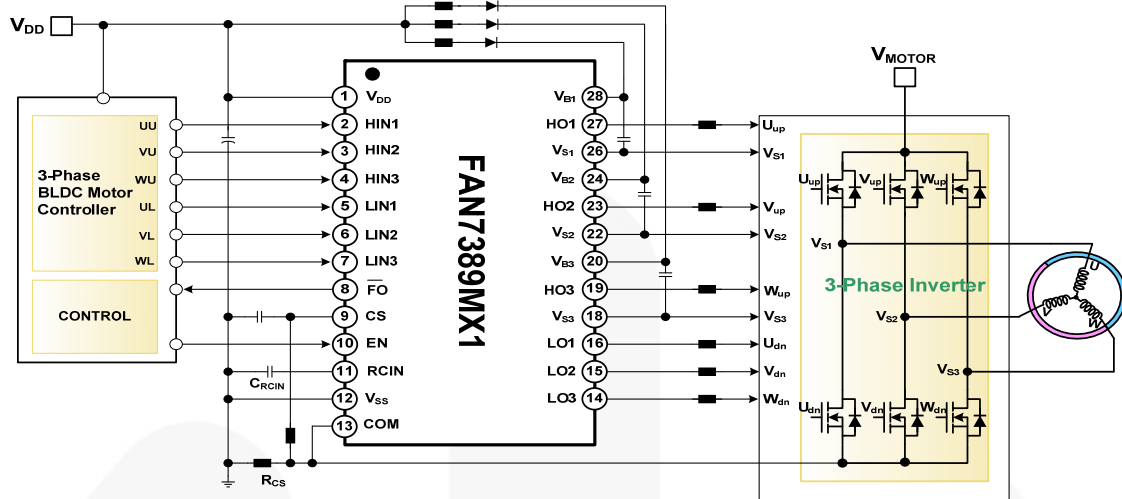 VDD
3-Phase
BLDC Motor
Controller
CONTROL
UU
VU
WU
UL
VL
WL
1 VDD
2 HIN1
3 HIN2
4 HIN3
5 LIN1
6 LIN2
7 LIN3
8 FO
9 CS
10 EN
11 RCIN
12 VSS
13 COM
CRCIN
RCS
FAN7389MX1
VB1 28
HO1 27
VS1 26
VB2 24
HO2 23
VS2 22
VB3 20
HO3 19
VS3 18
LO1 16
LO2 15
LO3 14
Uup
VS1
Vup
VS2
Wup
VS3
Udn
Vdn
Wdn
VMOTOR
Uup Vup Wup
VS1
3-Phase Inverter
VS2
VS3
Udn Vdn Wdn
U
V
W